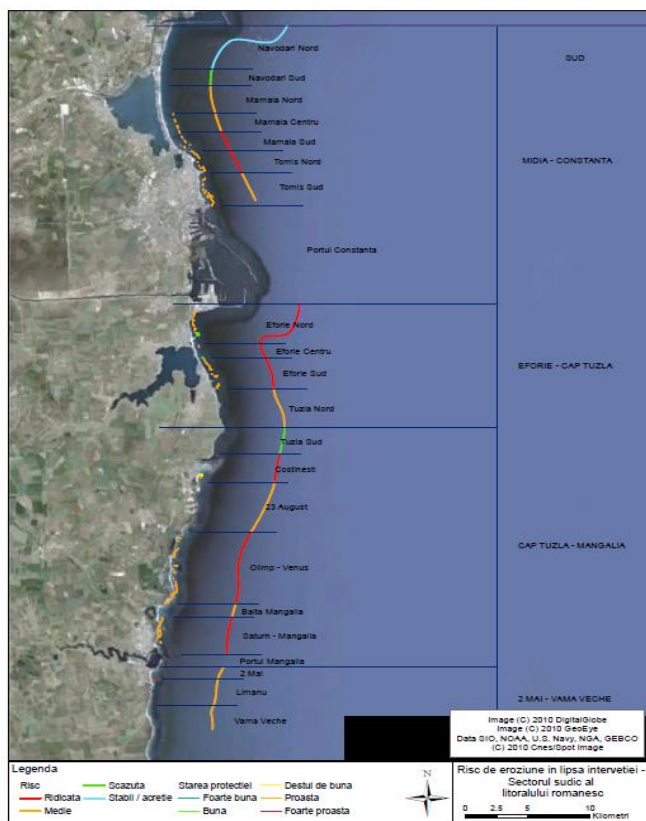 Navodari Nord
SUD
Navodari Sud
Mamaia Nord
Mamaia Centru
Mamaia Sud
Tomis Nord
MIDIA - CONSTANTA
Tomis Sud
Portul Constanta
Eforie Nord
Eforie Centru
EFORIE - CAP TUZLA
Eforie Sud
Tuzla Nord
Tuzla Sud
Costinesti
23 August
CAP TUZLA - MANGALIA
Olimp - Venus
Balta Mangalia
Saturn - Mangalia
Portul Mangalia
2 Mai
Limanu
2 MAI - VAMA VECHE
Vama Veche
Image (C) 2010 DigitalGlobe
Image (C) 2010 GeoEye
Data SIO, NOAA, U.S. Navy, NGA, GEBCO
(C) 2010 Cnes/Spot Image
Legenda
Risc
Ridicata
Medie
Scazuta
Stabil / acretie
Starea protectiei
Foarte buna
Buna
Destul de buna
Proasta
Foarte proasta
N
Risc de eroziune in lipsa intervetiei -
Sectorul sudic al
litoralului romanesc
0 2.5 5 10
Kilometri